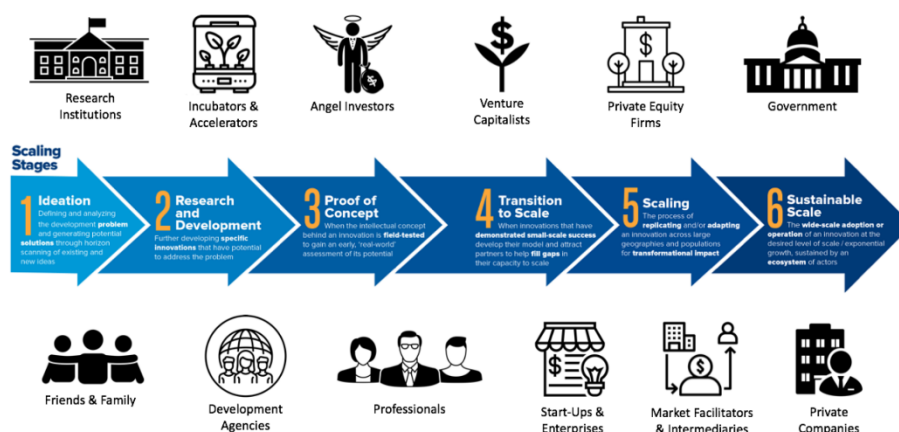 Research
Institutions
Incubators &
Accelerators
Angel Investors
Venture
Capitalists
Private Equity
Firms
Government
Scaling
Stages
1 Ideation
Defining and analyzing
the development problem
and generating potential
solutions through horizon
scanning of existing and
new ideas
2 Research
and
Development
Further developing specific
innovations that have potential
to address the problem
3 Proof of
Concept
When the intellectual concept
behind an innovation is field-tested
to gain an early, 'real-world'
assessment of its potential
4 Transition
to Scale
When innovations that have
demonstrated small-scale success
develop their model and attract
partners to help fill gaps in
their capacity to scale
5 Scaling
The process of
replicating and/or adapting
an innovation across large
geographies and populations
for transformational impact
6 Sustainable
Scale
The wide-scale adoption or
operation of an innovation at the
desired level of scale / exponential
growth, sustained by an
ecosystem of actors
Friends & Family
Development
Agencies
Professionals
Start-Ups &
Enterprises
Market Facilitators
& Intermediaries
Private
Companies